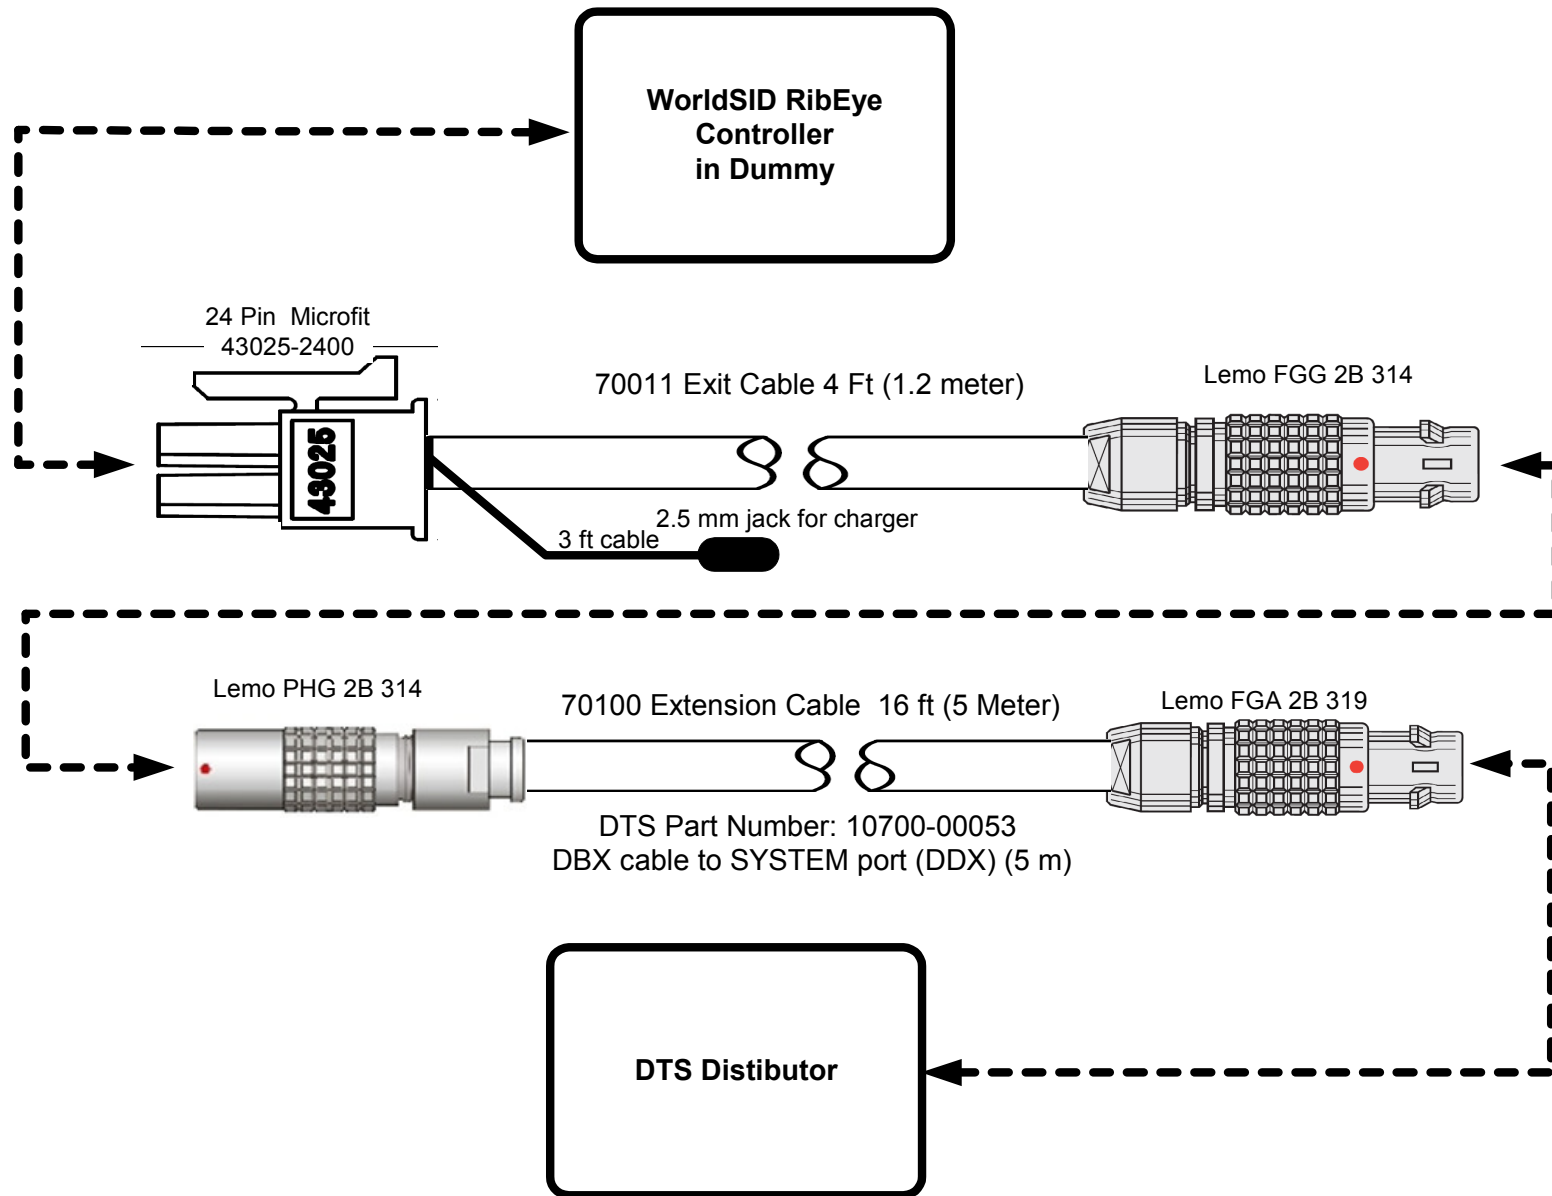 WorldSID RibEye
Controller
in Dummy
24 Pin Microfit
43025-2400
70011 Exit Cable 4 Ft (1.2 meter)
Lemo FGG 2B 314
43025
2.5 mm jack for charger
3 ft cable
Lemo PHG 2B 314
70100 Extension Cable 16 ft (5 Meter)
Lemo FGA 2B 319
DTS Part Number: 10700-00053
DBX cable to SYSTEM port (DDX) (5 m)
DTS Distibutor